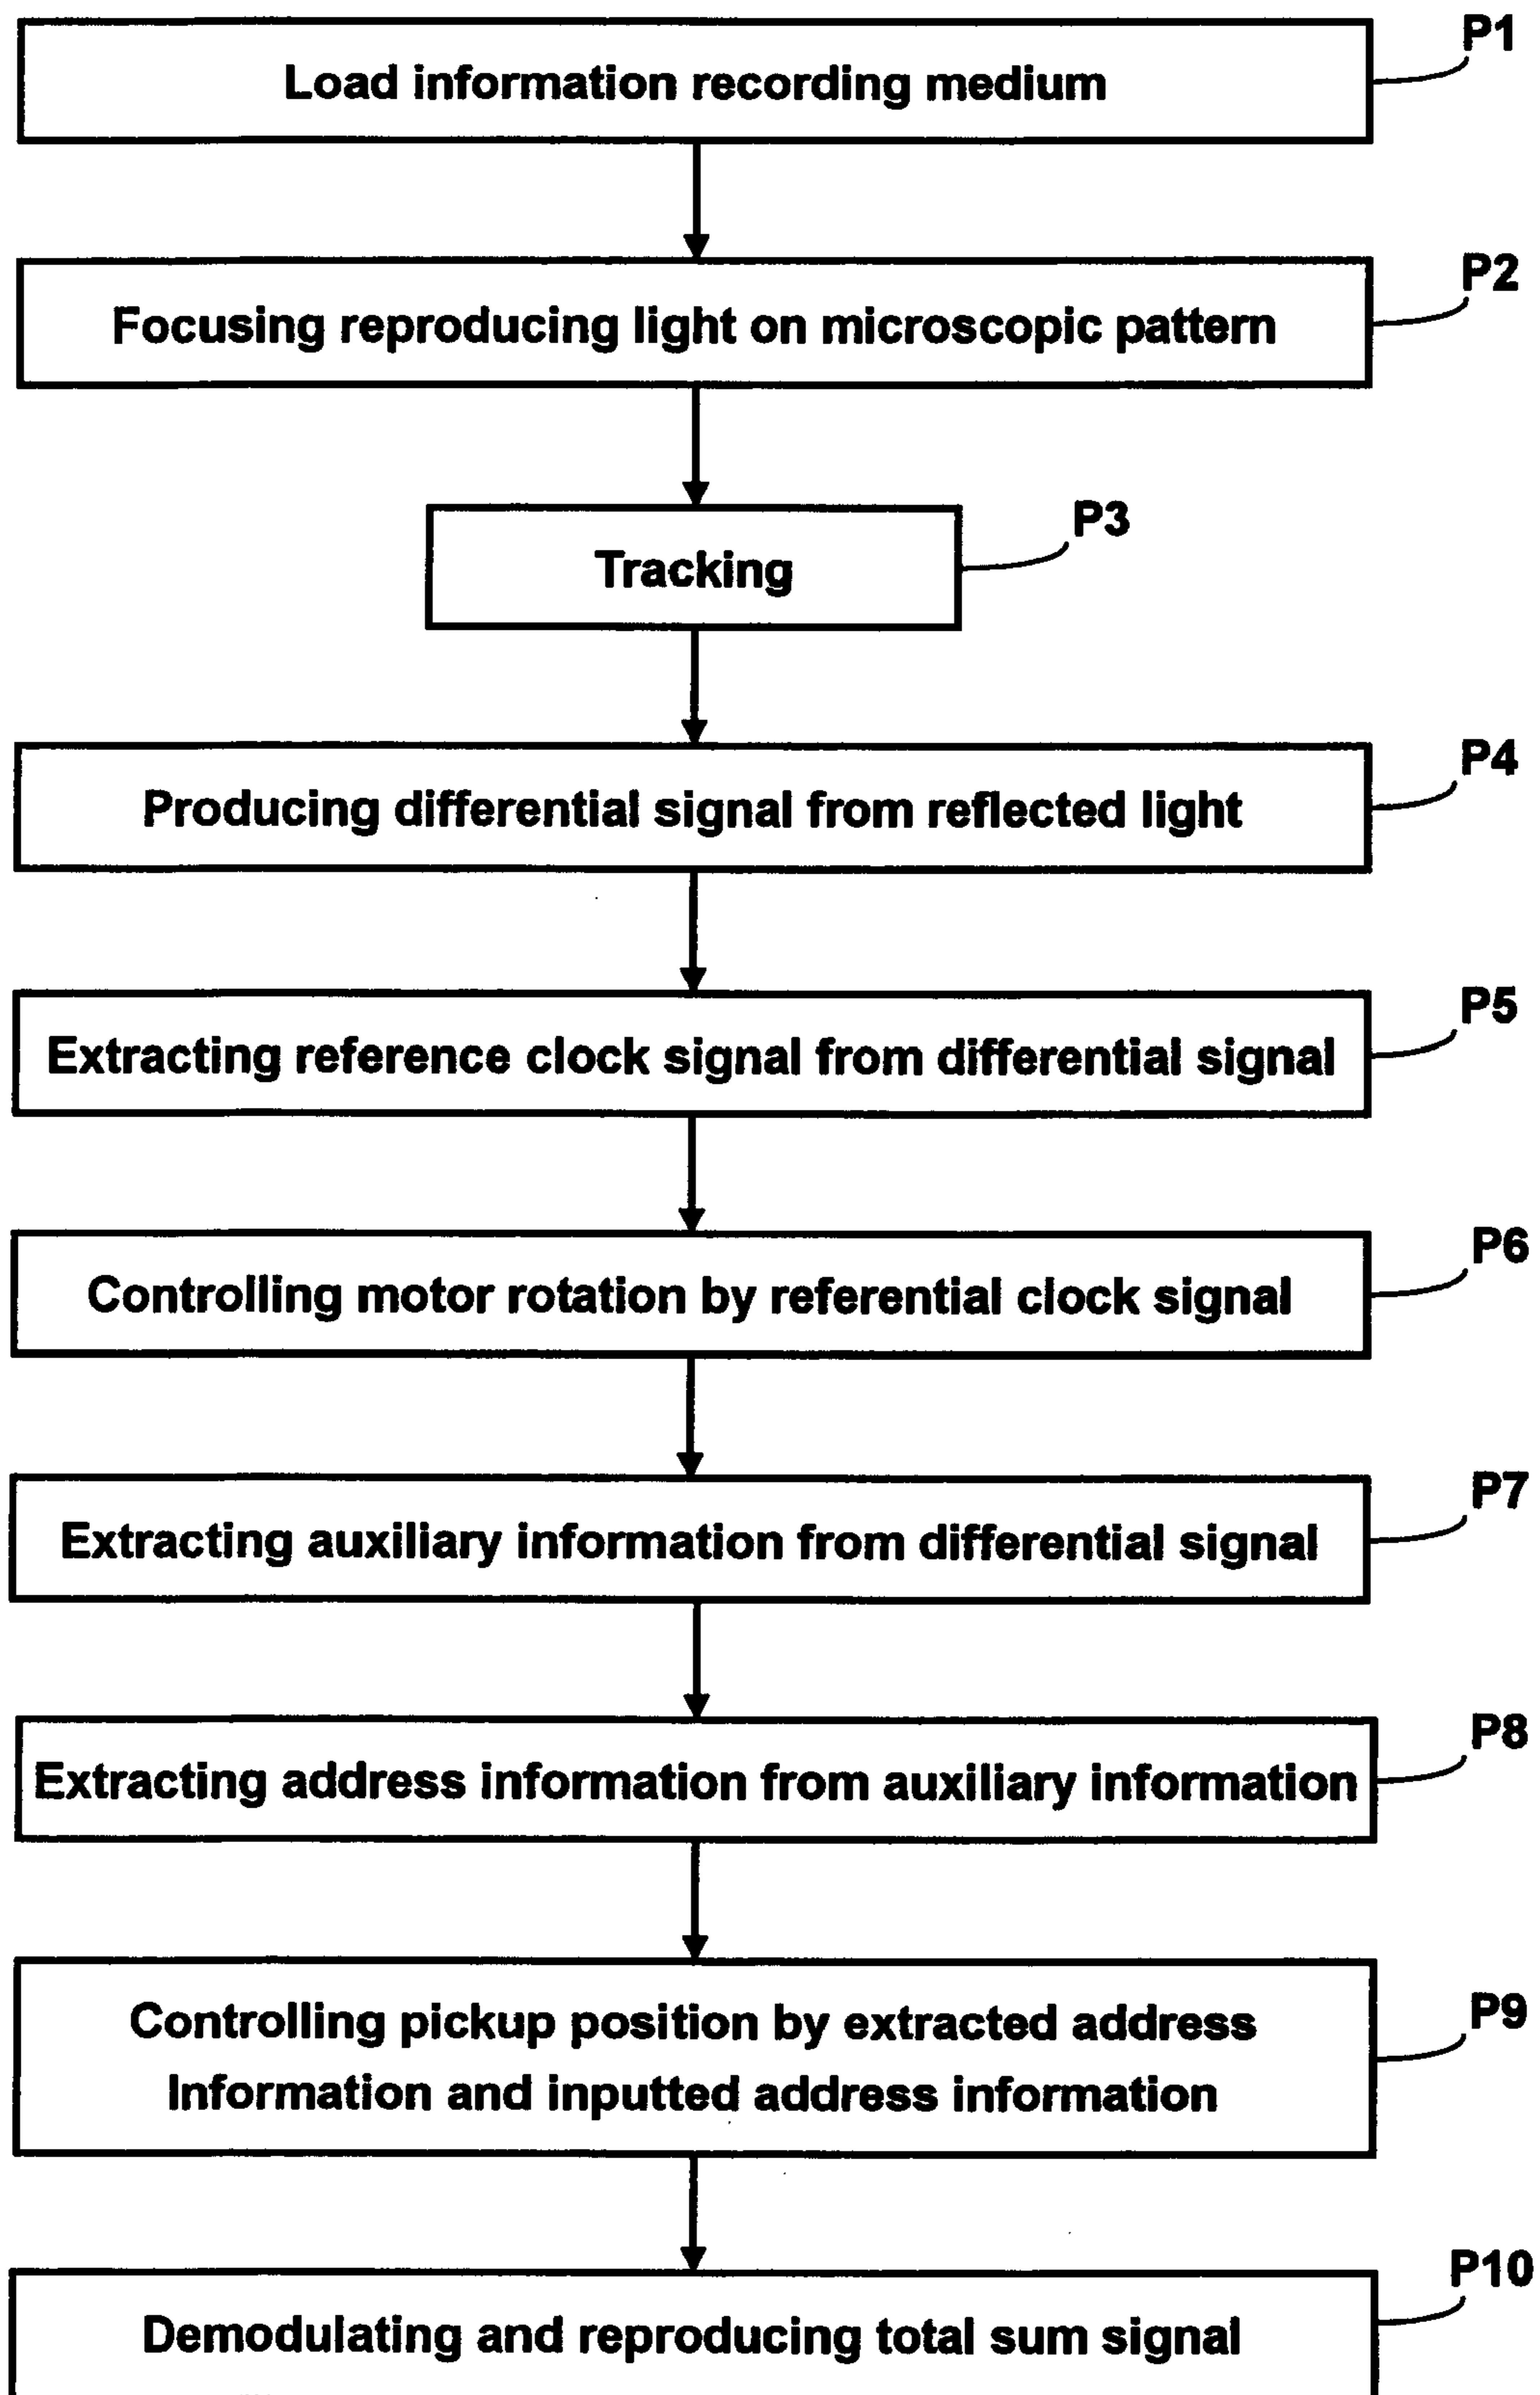 P1
Load information recording medium
P2
Focusing reproducing light on microscopic pattern
P3
Tracking
P4
Producing differential signal from reflected light
P5
Extracting reference clock signal from differential signal
P6
Controlling motor rotation by referential clock signal
P7
Extracting auxiliary information from differential signal
P8
Extracting address information from auxiliary information
P9
Controlling pickup position by extracted address
Information and inputted address information
P10
Demodulating and reproducing total sum signal